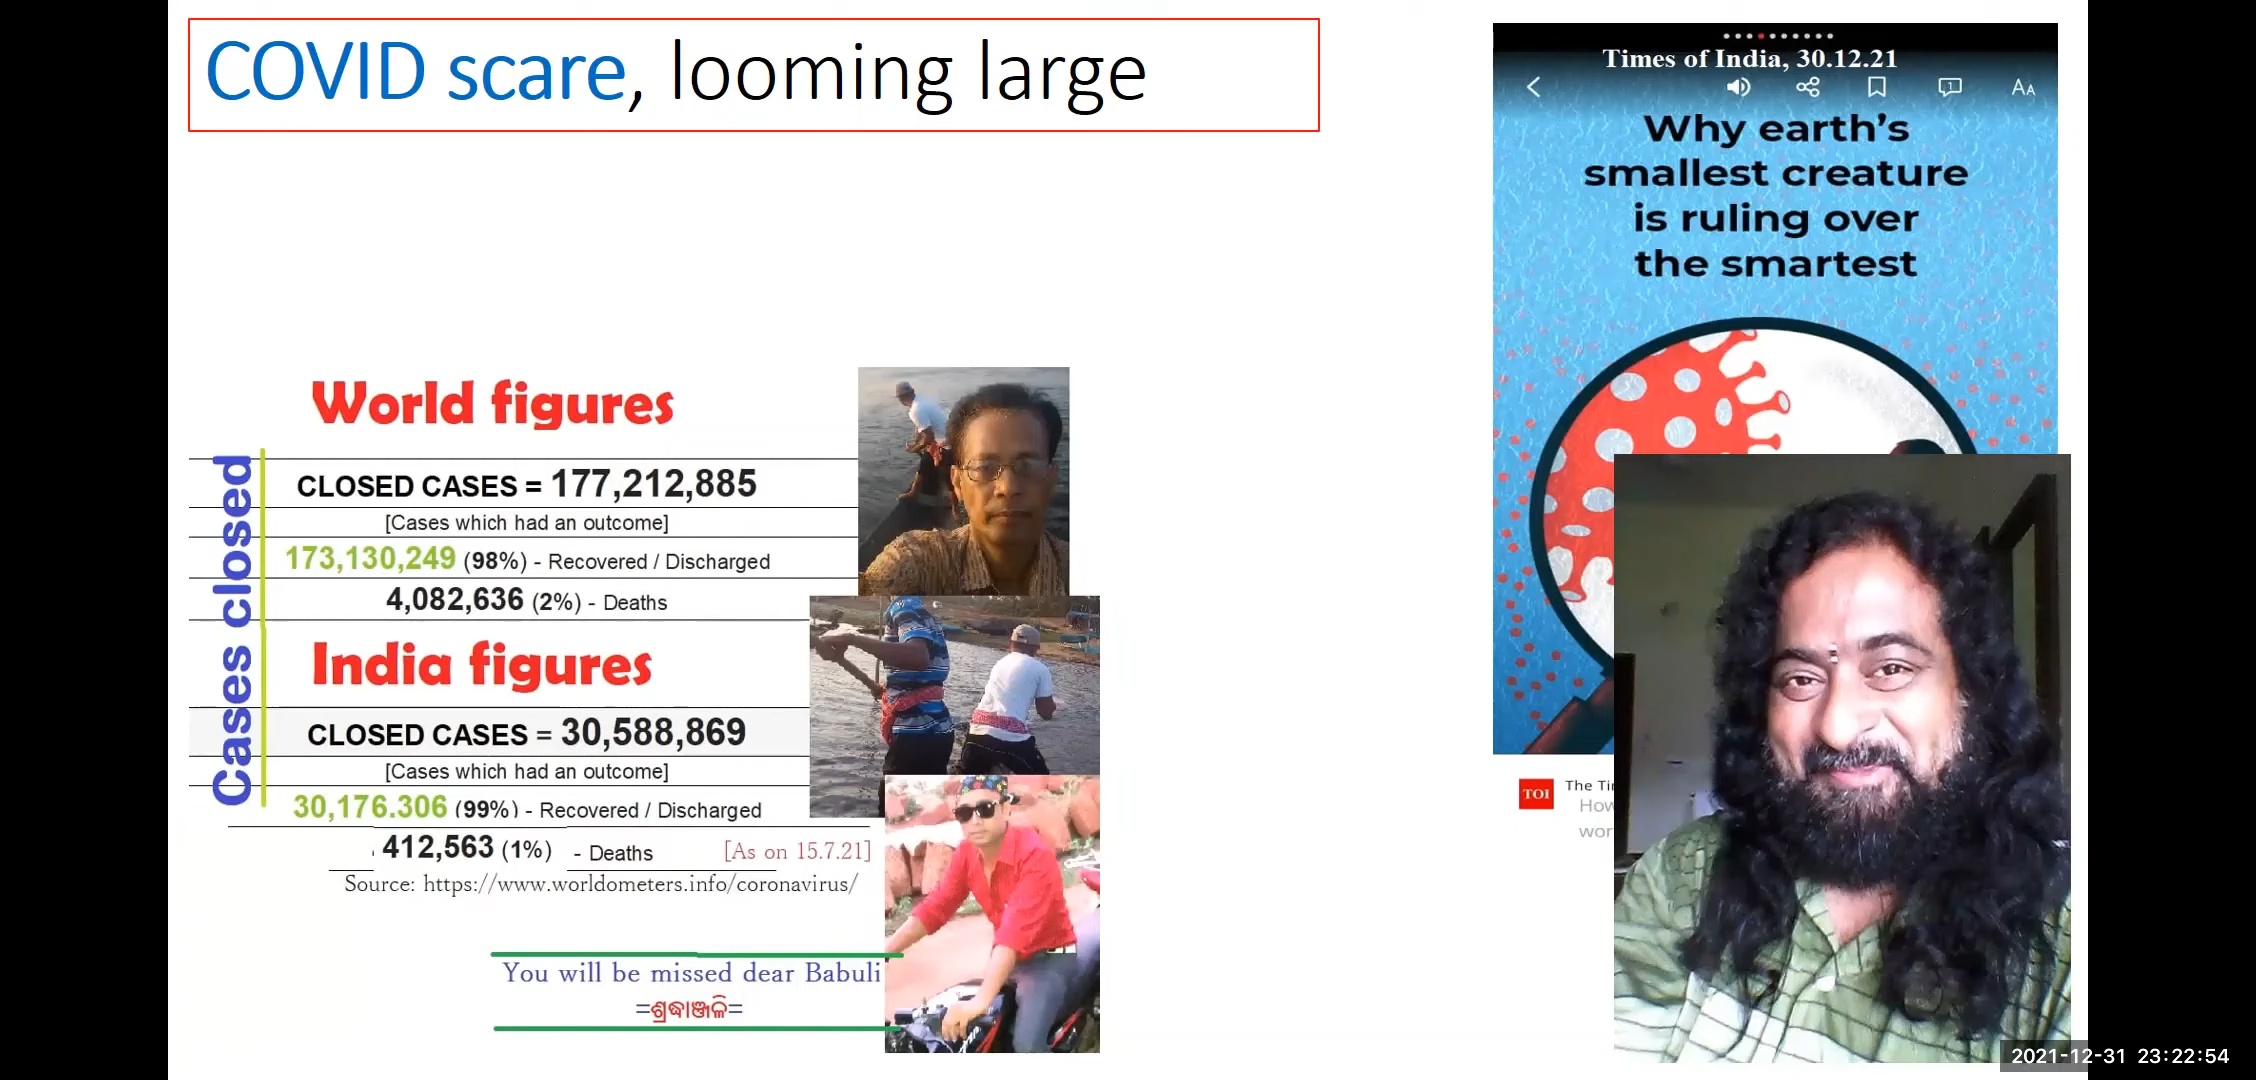 COVID scare, looming large
World figures
Cases closed
CLOSED CASES = 177,212,885
[Cases which had an outcome]
173,130,249 (98%) - Recovered / Discharged
4,082,636 (2%) - Deaths
India figures
CLOSED CASES = 30,588,869
[Cases which had an outcome]
30,176.306 (99%) - Recovered / Discharged
412,563 (1%) - Deaths [As on 15.7.21]
Source: https://www.worldometers.info/coronavirus/
You will be missed dear Babuli
=ଶ୍ରଦ୍ଧାଞ୍ଜଳି=
Times of India, 30.12.21
1
AA
Why earth's
smallest creature
is ruling over
the smartest
TOI
The
How
2021-12-31 23:22:54